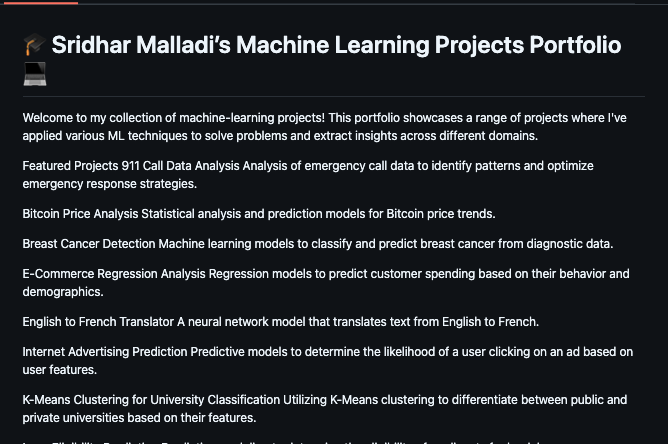 🎓 Sridhar Malladi’s Machine Learning Projects Portfolio
💻
Welcome to my collection of machine-learning projects! This portfolio showcases a range of projects where I've
applied various ML techniques to solve problems and extract insights across different domains.
Featured Projects 911 Call Data Analysis Analysis of emergency call data to identify patterns and optimize
emergency response strategies.
Bitcoin Price Analysis Statistical analysis and prediction models for Bitcoin price trends.
Breast Cancer Detection Machine learning models to classify and predict breast cancer from diagnostic data.
E-Commerce Regression Analysis Regression models to predict customer spending based on their behavior and
demographics.
English to French Translator A neural network model that translates text from English to French.
Internet Advertising Prediction Predictive models to determine the likelihood of a user clicking on an ad based on
user features.
K-Means Clustering for University Classification Utilizing K-Means clustering to differentiate between public and
private universities based on their features.